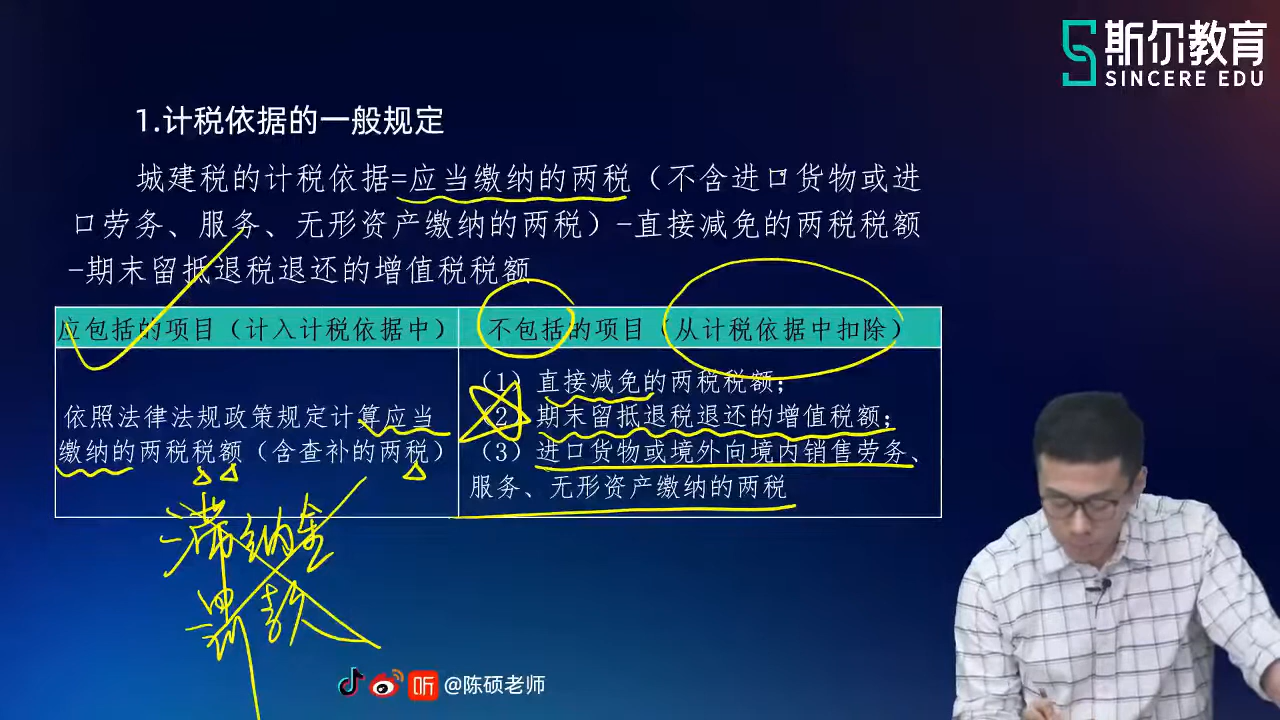 斯尔教育
SINCERE EDU
1.计税依据的一般规定
城建税的计税依据=应当缴纳的两税（不含进口货物或进
口劳务、服务、无形资产缴纳的两税）-直接减免的两税税额
-期末留抵退税退还的增值税税额
应包括的项目（计入计税依据中）
不包括的项目（从计税依据中扣除）
依照法律法规政策规定计算应当
缴纳的两税税额（含查补的两税）
（1）直接减免的两税税额；
（2）期末留抵退税退还的增值税额；
（3）进口货物或境外向境内销售劳务、
服务、无形资产缴纳的两税
滞纳金
罚款
听 @陈硕老师